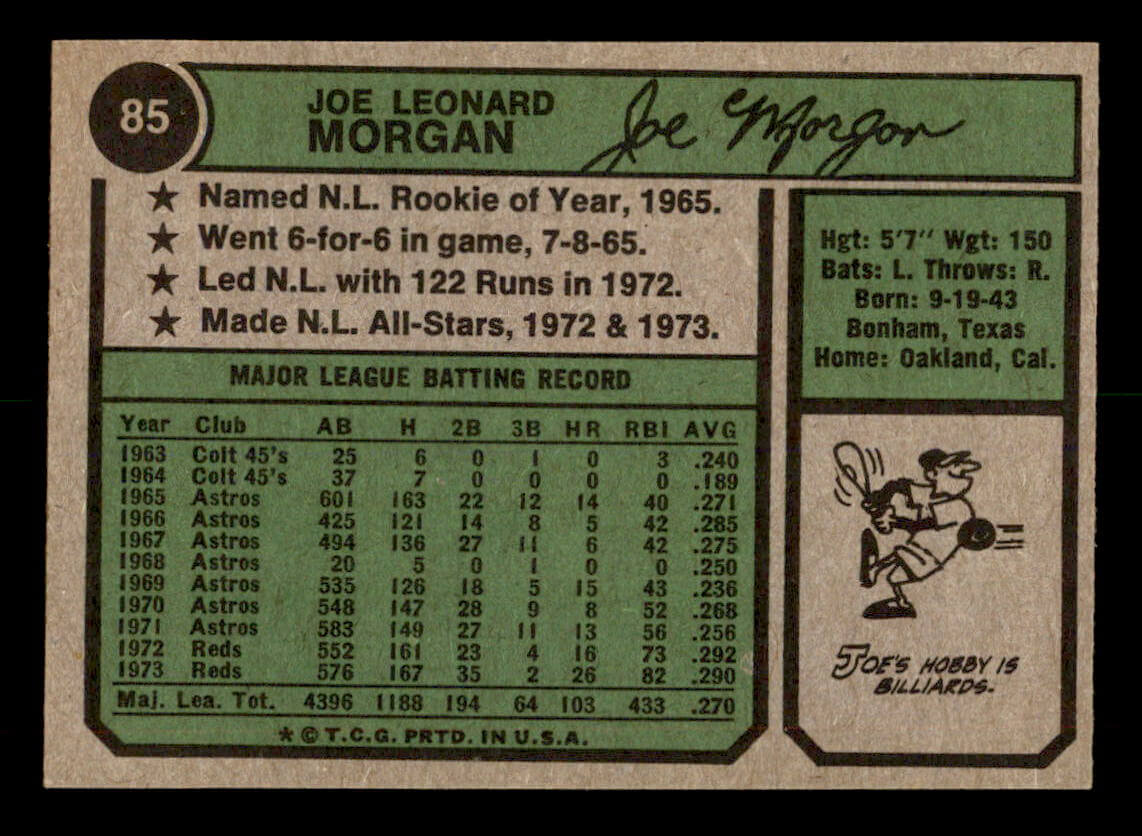 85
JOE LEONARD
MORGAN
Joe Morgan
★ Named N.L. Rookie of Year, 1965.
★ Went 6-for-6 in game, 7-8-65.
★ Led N.L. with 122 Runs in 1972.
★ Made N.L. All-Stars, 1972 & 1973.
MAJOR LEAGUE BATTING RECORD
Year Club AB H 2B 3B HR RBI AVG
1963 Colt 45's 25 6 0 1 0 3 .240
1964 Colt 45's 37 7 0 0 0 0 .189
1965 Astros 601 163 22 12 14 40 .271
1966 Astros 425 121 14 8 5 42 .285
1967 Astros 494 136 27 11 6 42 .275
1968 Astros 20 5 0 1 0 0 .250
1969 Astros 535 126 18 5 15 43 .236
1970 Astros 548 147 28 9 8 52 .268
1971 Astros 583 149 27 11 13 56 .256
1972 Reds 552 161 23 4 16 73 .292
1973 Reds 576 167 35 2 26 82 .290
Maj. Lea. Tot. 4396 1188 194 64 103 433 .270
* © T.C.G. PRTD. IN U.S.A.
Hgt: 5'7" Wgt: 150
Bats: L. Throws: R.
Born: 9-19-43
Bonham, Texas
Home: Oakland, Cal.
JOE'S HOBBY IS
BILLIARDS.